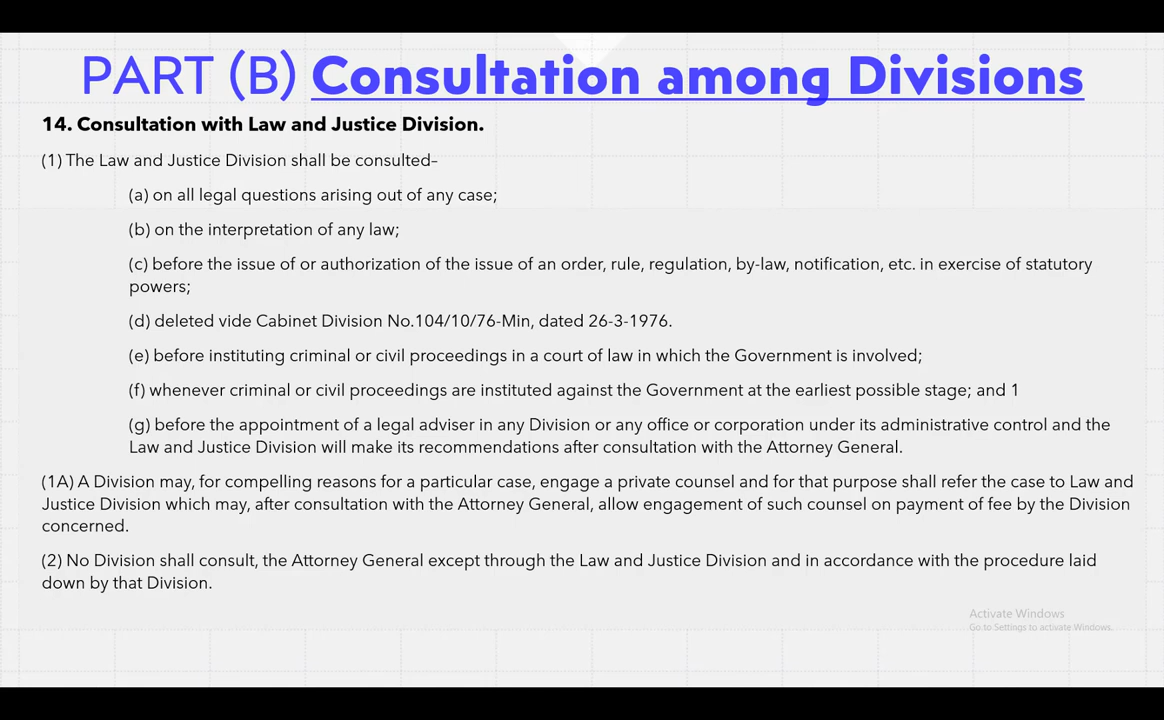 PART (B) Consultation among Divisions
14. Consultation with Law and Justice Division.
(1) The Law and Justice Division shall be consulted–
(a) on all legal questions arising out of any case;
(b) on the interpretation of any law;
(c) before the issue of or authorization of the issue of an order, rule, regulation, by-law, notification, etc. in exercise of statutory
powers;
(d) deleted vide Cabinet Division No.104/10/76-Min, dated 26-3-1976.
(e) before instituting criminal or civil proceedings in a court of law in which the Government is involved;
(f) whenever criminal or civil proceedings are instituted against the Government at the earliest possible stage; and 1
(g) before the appointment of a legal adviser in any Division or any office or corporation under its administrative control and the
Law and Justice Division will make its recommendations after consultation with the Attorney General.
(1A) A Division may, for compelling reasons for a particular case, engage a private counsel and for that purpose shall refer the case to Law and
Justice Division which may, after consultation with the Attorney General, allow engagement of such counsel on payment of fee by the Division
concerned.
(2) No Division shall consult, the Attorney General except through the Law and Justice Division and in accordance with the procedure laid
down by that Division.
Activate Windows
Go to Settings to activate Windows.